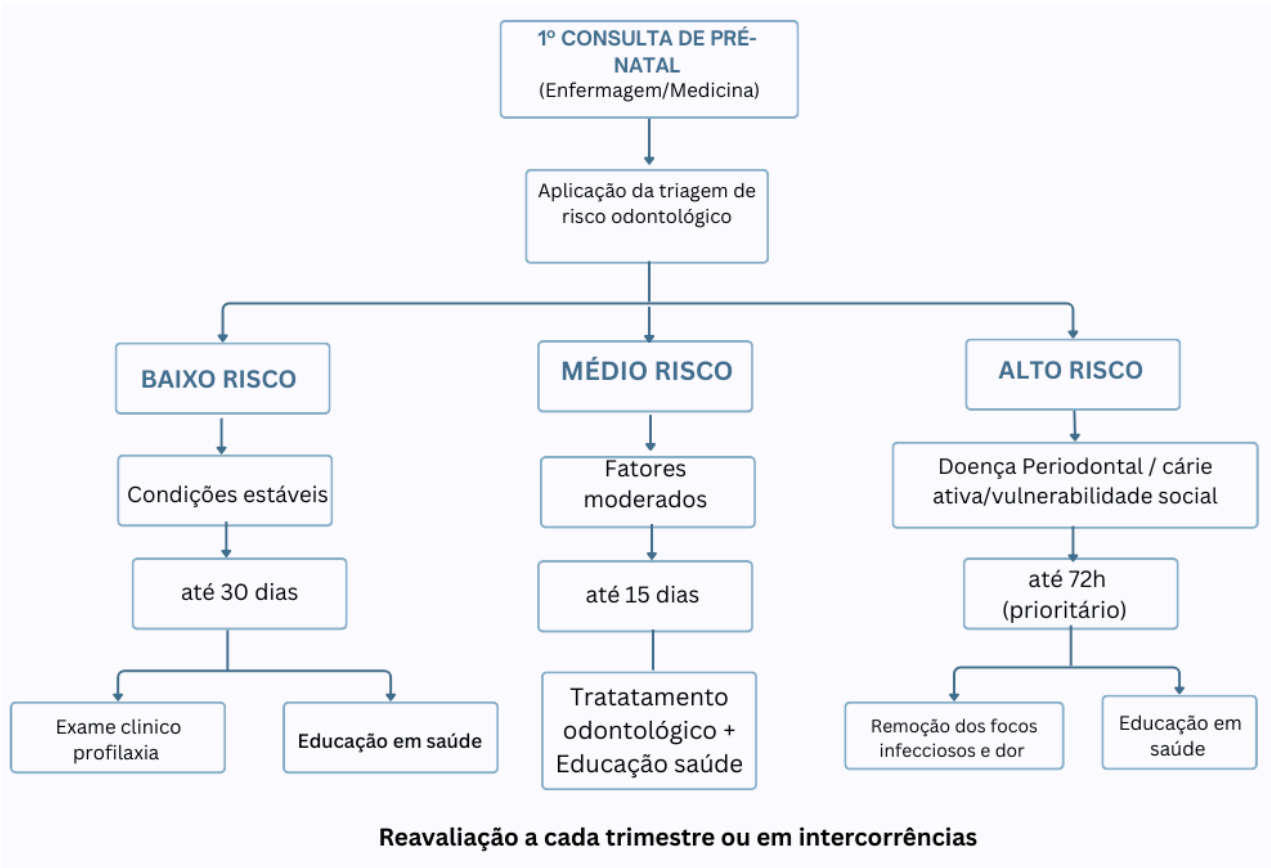 1º CONSULTA DE PRÉ-
NATAL
(Enfermagem/Medicina)
Aplicação da triagem de
risco odontológico
BAIXO RISCO
MÉDIO RISCO
ALTO RISCO
Condições estáveis
Fatores
moderados
Doença Periodontal / cárie
ativa/vulnerabilidade social
até 30 dias
até 15 dias
até 72h
(prioritário)
Exame clinico
profilaxia
Educação em saúde
Tratatamento
odontológico +
Educação saúde
Remoção dos focos
infecciosos e dor
Educação em
saúde
Reavaliação a cada trimestre ou em intercorrências